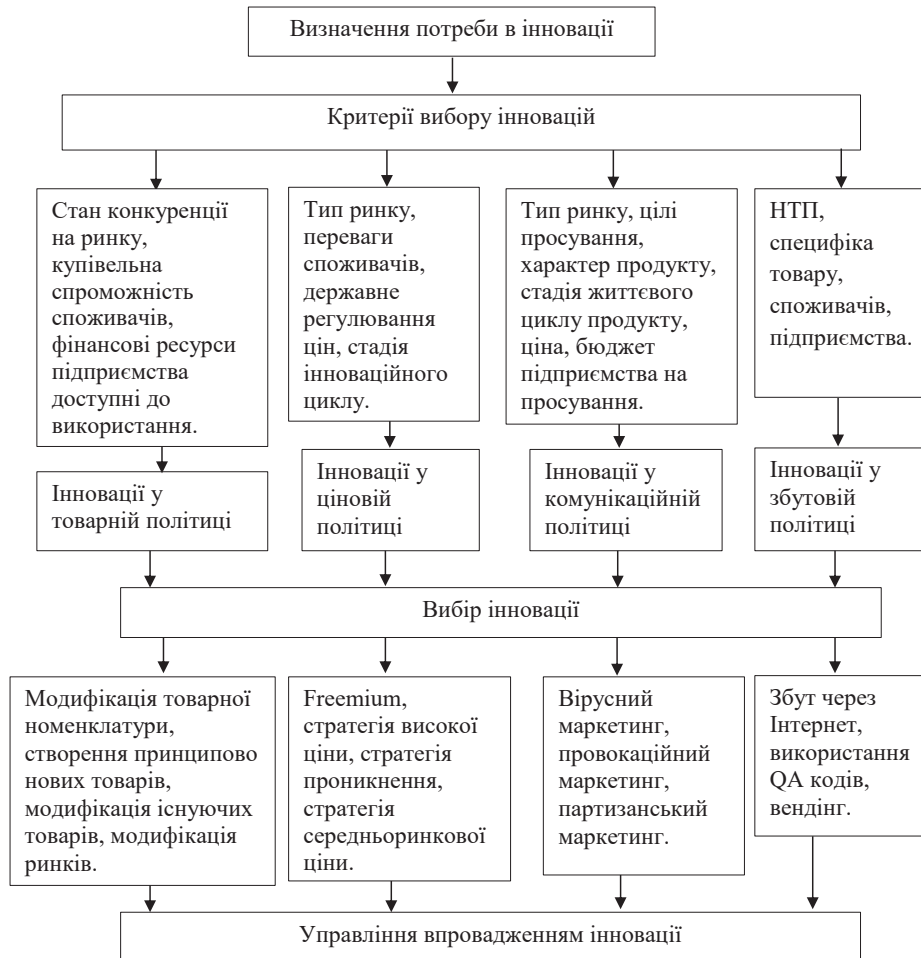 Визначення потреби в інновації
Критерії вибору інновацій
Стан конкуренції
на ринку,
купівельна
спроможність
споживачів,
фінансові ресурси
підприємства
доступні до
використання.
Тип ринку,
переваги
споживачів,
державне
регулювання
цін, стадія
інноваційного
циклу.
Тип ринку, цілі
просування,
характер продукту,
стадія життєвого
циклу продукту,
ціна, бюджет
підприємства на
просування.
НТП,
специфіка
товару,
споживачів,
підприємства.
Інновації у
товарній політиці
Інновації у
ціновій
політиці
Інновації у
комунікаційній
політиці
Інновації у
збутовій
політиці
Вибір інновації
Модифікація товарної
номенклатури,
створення принципово
нових товарів,
модифікація існуючих
товарів, модифікація
ринків.
Freemium,
стратегія високої
ціни, стратегія
проникнення,
стратегія
середньоринкової
ціни.
Вірусний
маркетинг,
провокаційний
маркетинг,
партизанський
маркетинг.
Збут через
Інтернет,
використання
QA кодів,
вендінг.
Управління впровадженням інновації